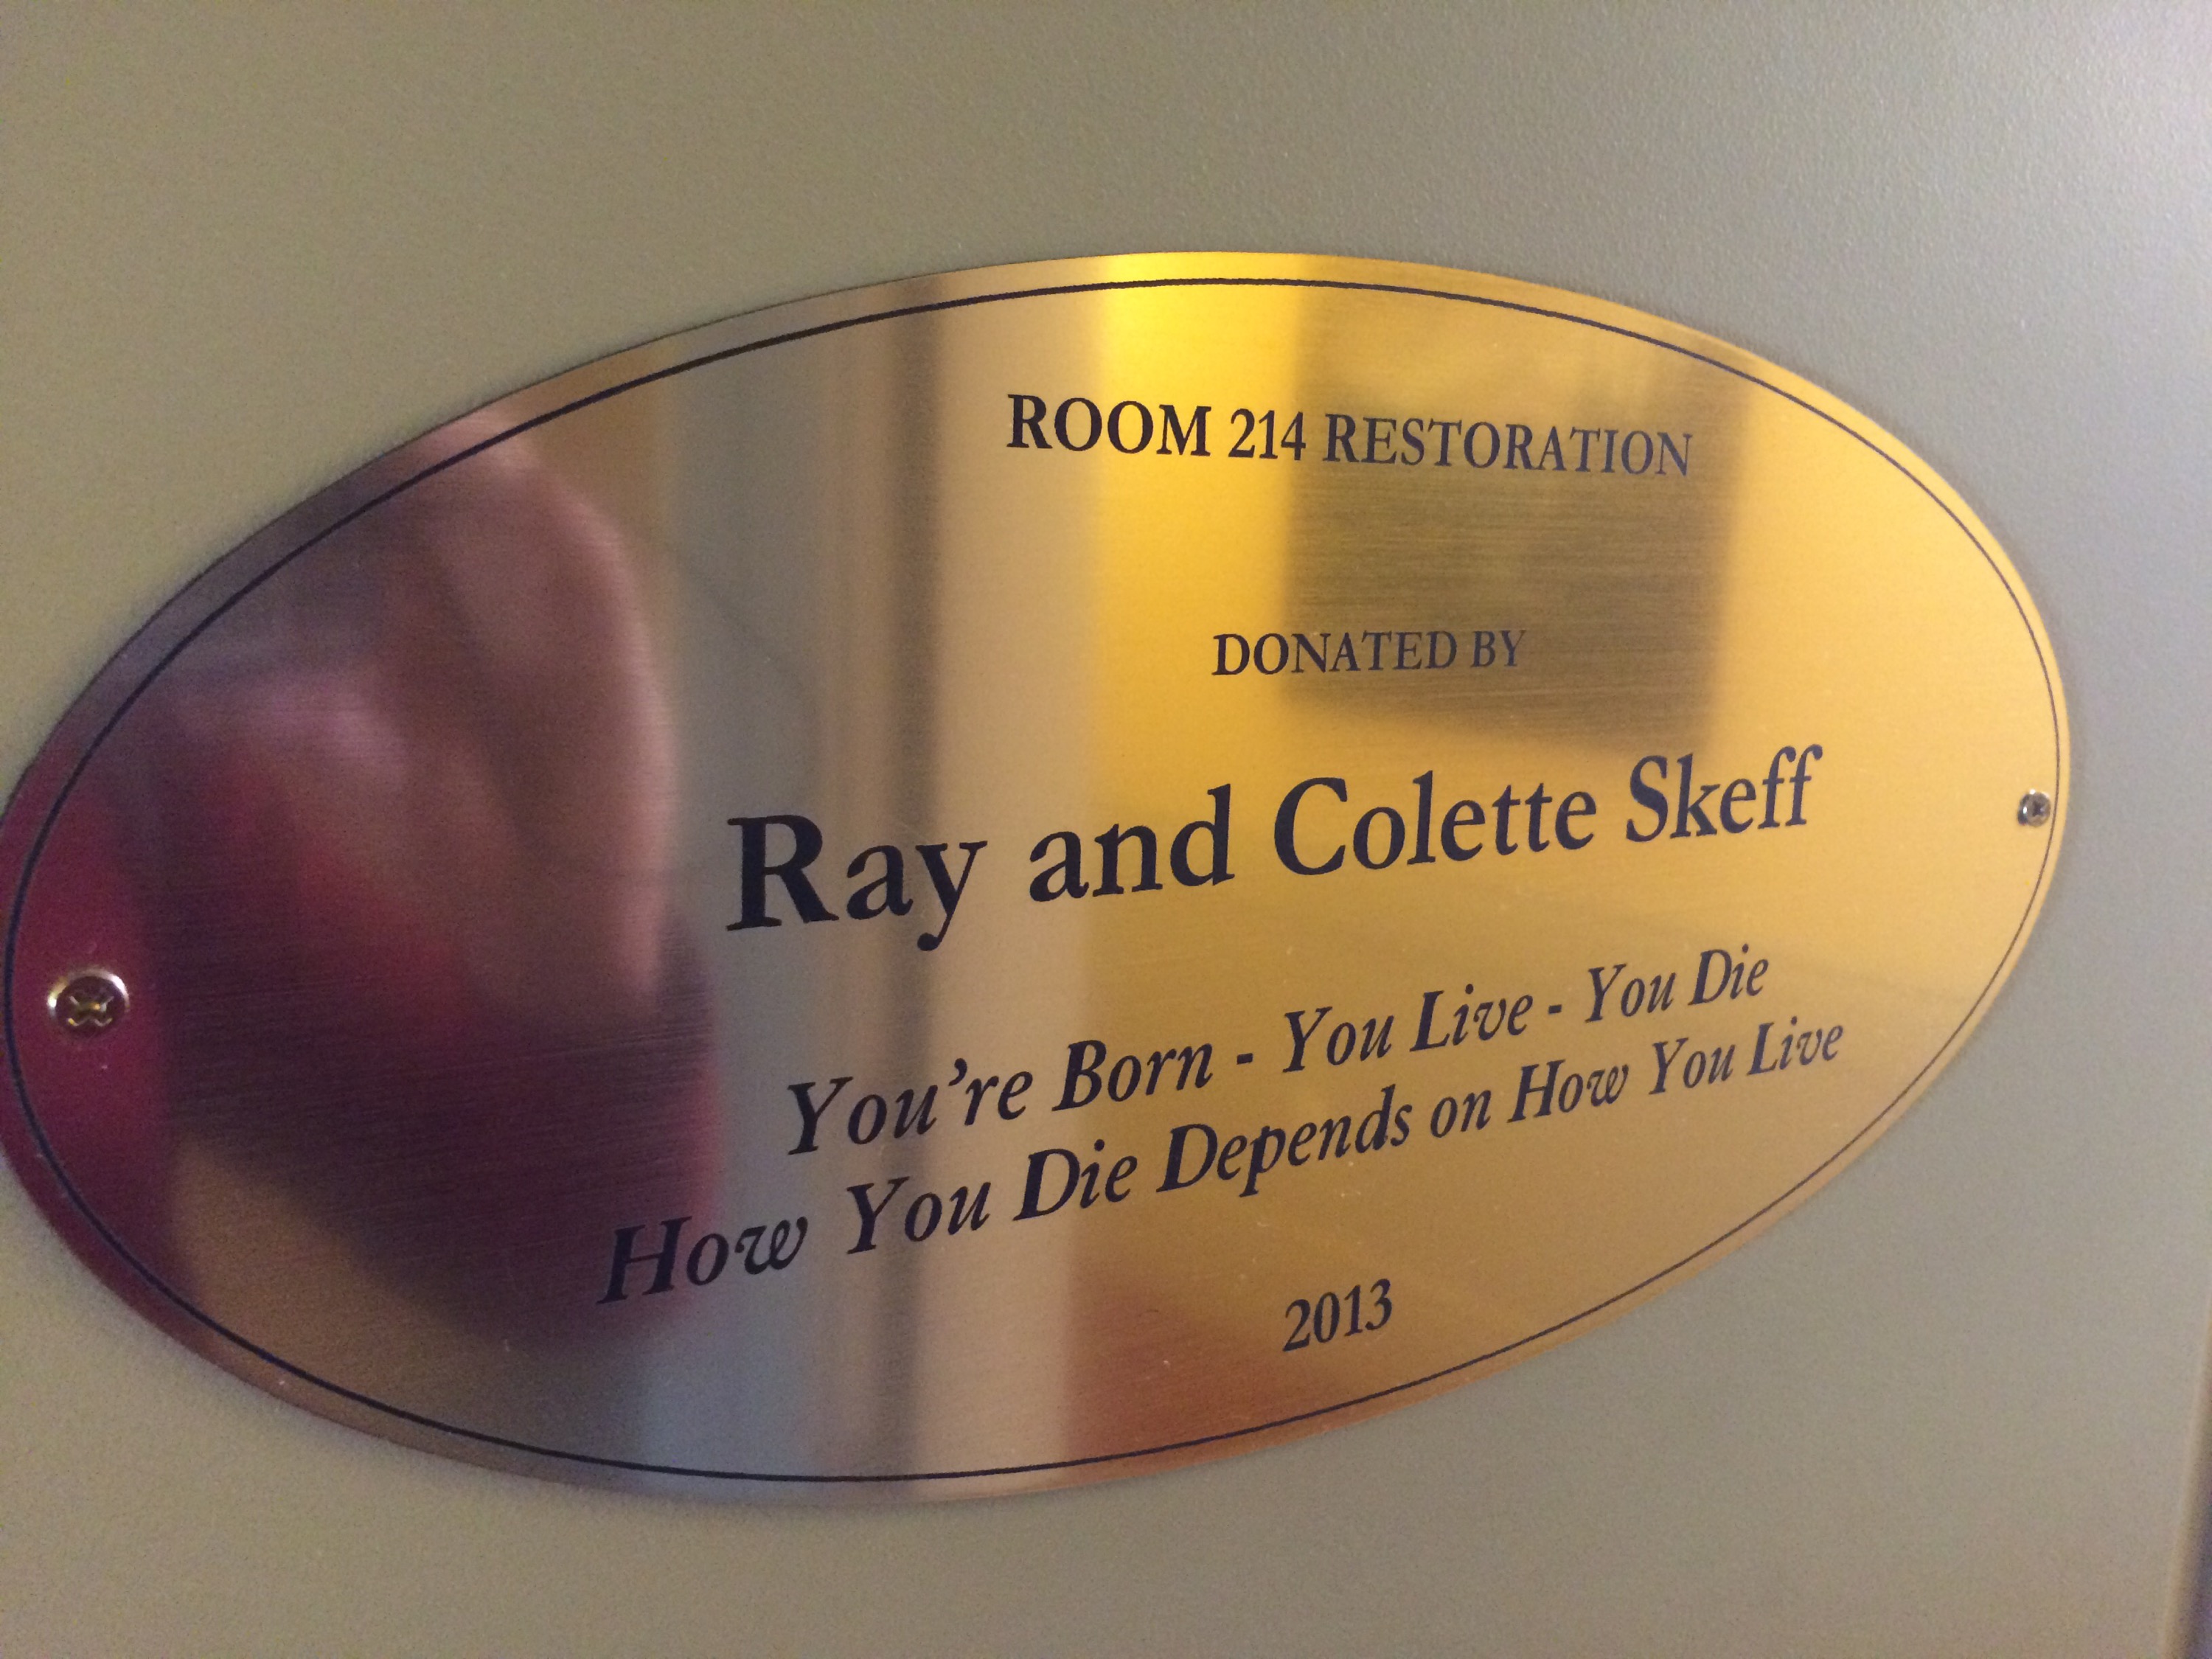 ROOM 214 RESTORATION
DONATED BY
Ray and Colette Skeff
You're Born - You Live - You Die
How You Die Depends on How You Live
2013